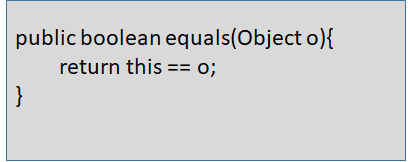 public boolean equals(Object o){
return this == o;
}